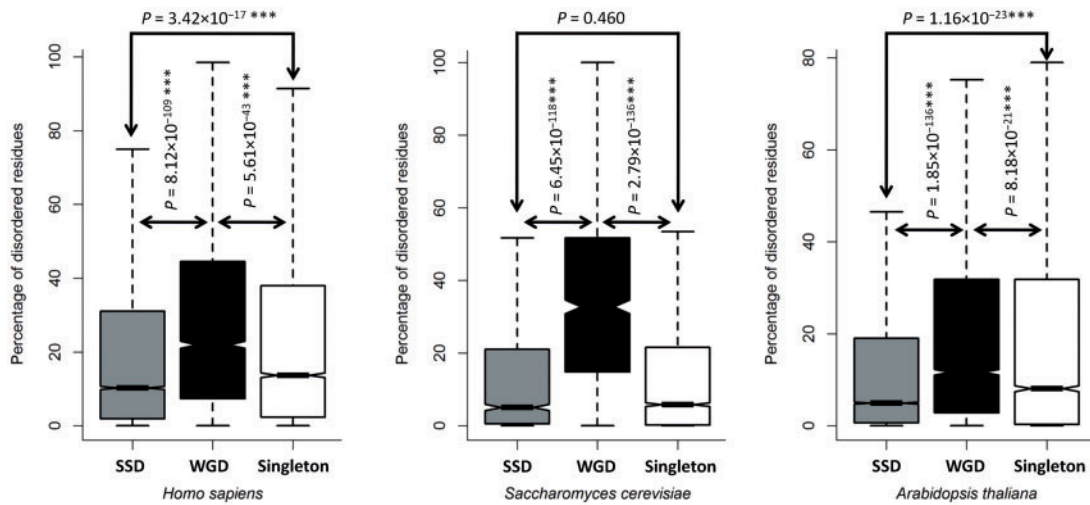 P = 3.42×10⁻¹⁷ ***
Percentage of disordered residues
100
80
60
40
20
0
P = 8.12×10⁻¹⁰⁹ ***
P = 5.61×10⁻⁴³ ***
SSD WGD Singleton
Homo sapiens
P = 0.460
Percentage of disordered residues
100
80
60
40
20
0
P = 6.45×10⁻¹¹⁸***
P = 2.79×10⁻¹³⁶***
SSD WGD Singleton
Saccharomyces cerevisiae
P = 1.16×10⁻²³***
Percentage of disordered residues
80
60
40
20
0
P = 1.85×10⁻¹³⁶***
P = 8.18×10⁻²¹***
SSD WGD Singleton
Arabidopsis thaliana